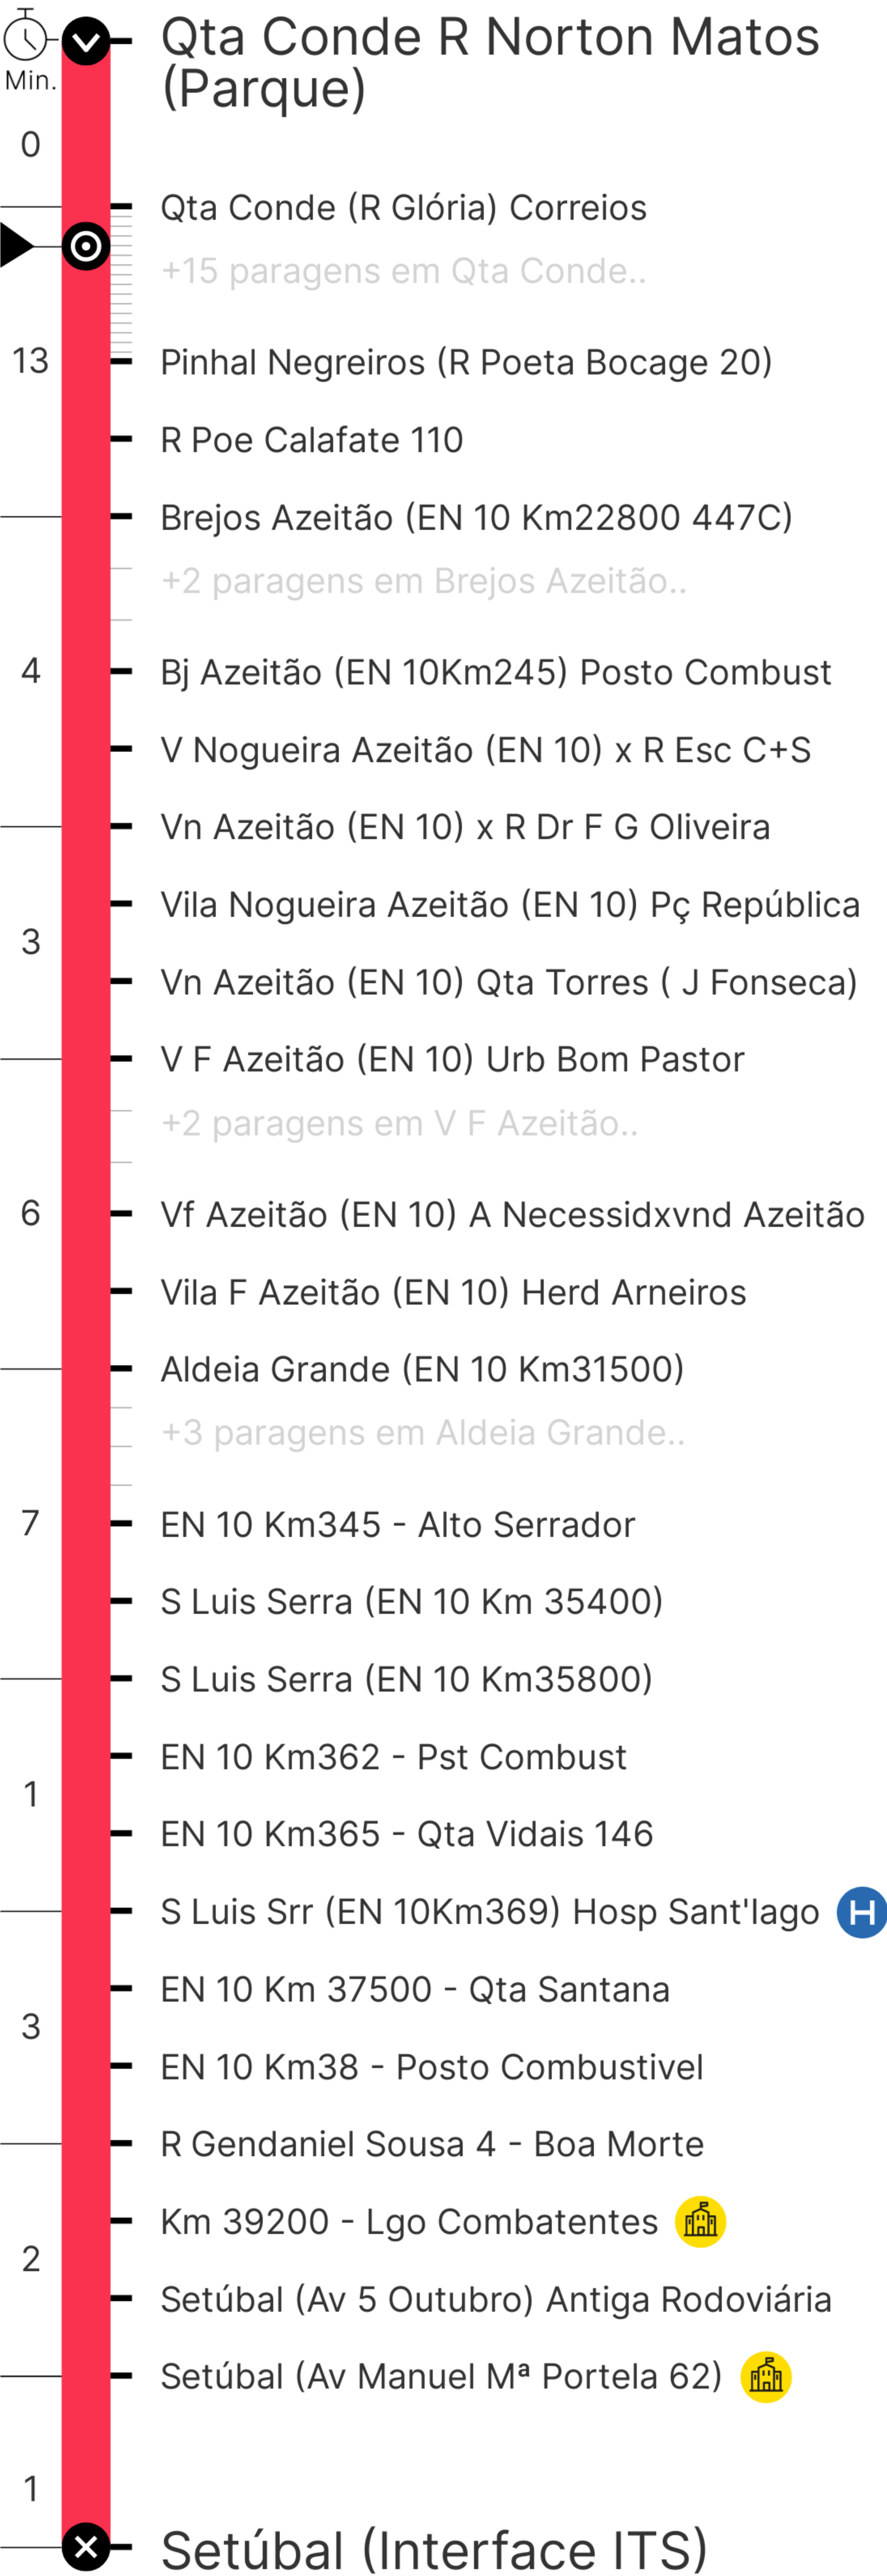 Qta Conde R Norton Matos
(Parque)
Min.
0
Qta Conde (R Glória) Correios
+15 paragens em Qta Conde..
13
Pinhal Negreiros (R Poeta Bocage 20)
R Poe Calafate 110
Brejos Azeitão (EN 10 Km22800 447C)
+2 paragens em Brejos Azeitão..
4
Bj Azeitão (EN 10Km245) Posto Combust
V Nogueira Azeitão (EN 10) x R Esc C+S
Vn Azeitão (EN 10) x R Dr F G Oliveira
Vila Nogueira Azeitão (EN 10) Pç República
3
Vn Azeitão (EN 10) Qta Torres ( J Fonseca)
V F Azeitão (EN 10) Urb Bom Pastor
+2 paragens em V F Azeitão..
6
Vf Azeitão (EN 10) A Necessidxvnd Azeitão
Vila F Azeitão (EN 10) Herd Arneiros
Aldeia Grande (EN 10 Km31500)
+3 paragens em Aldeia Grande..
7
EN 10 Km345 - Alto Serrador
S Luis Serra (EN 10 Km 35400)
S Luis Serra (EN 10 Km35800)
EN 10 Km362 - Pst Combust
1
EN 10 Km365 - Qta Vidais 146
S Luis Srr (EN 10Km369) Hosp Sant'Iago H
EN 10 Km 37500 - Qta Santana
3
EN 10 Km38 - Posto Combustivel
R Gendaniel Sousa 4 - Boa Morte
Km 39200 - Lgo Combatentes
2
Setúbal (Av 5 Outubro) Antiga Rodoviária
Setúbal (Av Manuel Mª Portela 62)
1
Setúbal (Interface ITS)